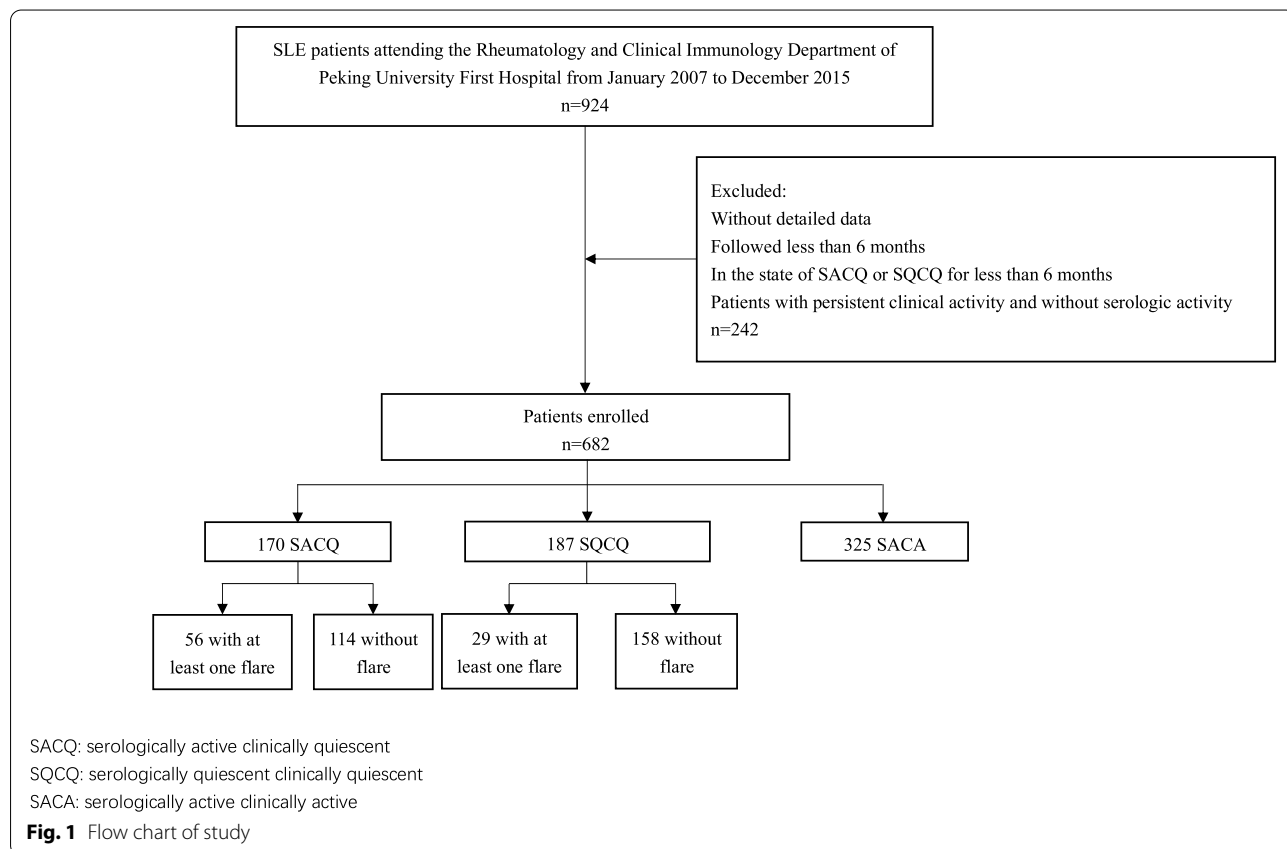 SLE patients attending the Rheumatology and Clinical Immunology Department of
Peking University First Hospital from January 2007 to December 2015
n=924
Excluded:
Without detailed data
Followed less than 6 months
In the state of SACQ or SQCQ for less than 6 months
Patients with persistent clinical activity and without serologic activity
n=242
Patients enrolled
n=682
170 SACQ
187 SQCQ
325 SACA
56 with at
least one flare
114 without
flare
29 with at
least one flare
158 without
flare
SACQ: serologically active clinically quiescent
SQCQ: serologically quiescent clinically quiescent
SACA: serologically active clinically active
Fig. 1 Flow chart of study